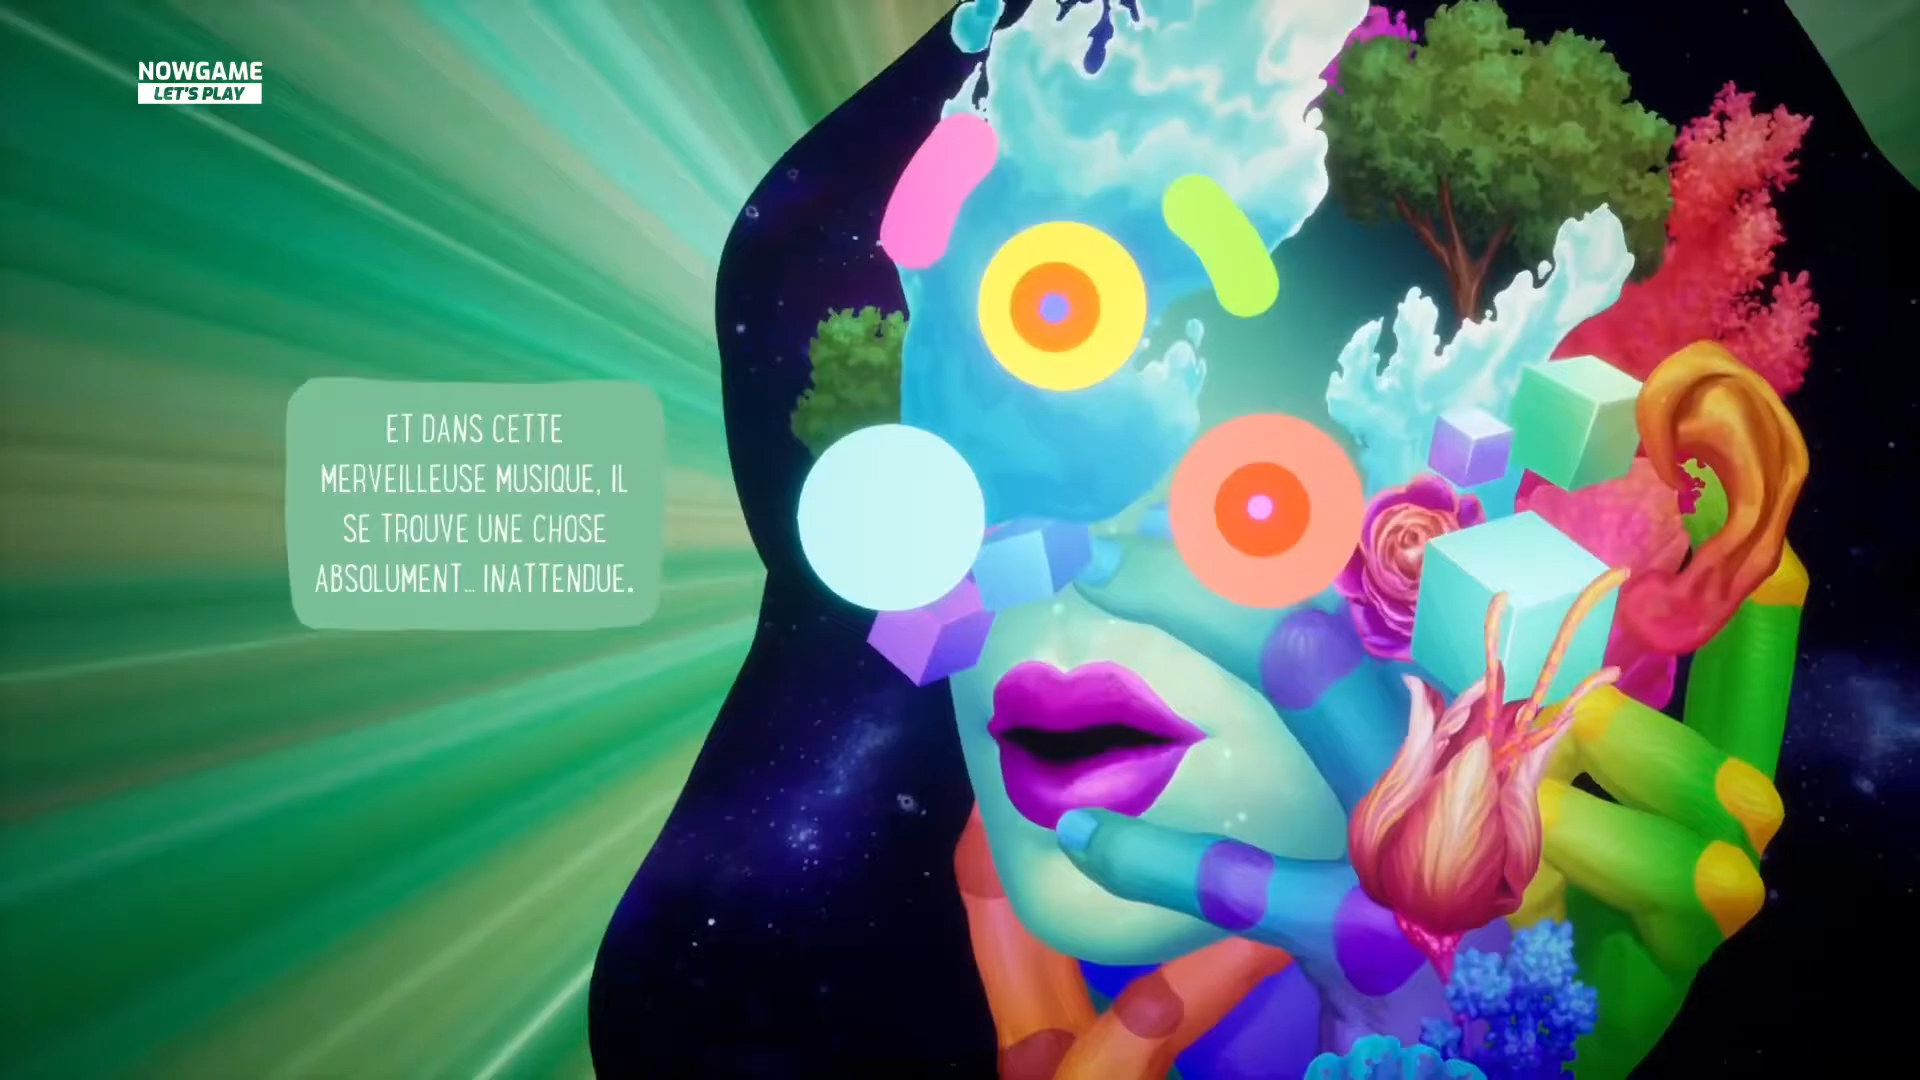 NOWGAME
LET'S PLAY
ET DANS CETTE
MERVEILLEUSE MUSIQUE, IL
SE TROUVE UNE CHOSE
ABSOLUMENT... INATTENDUE.